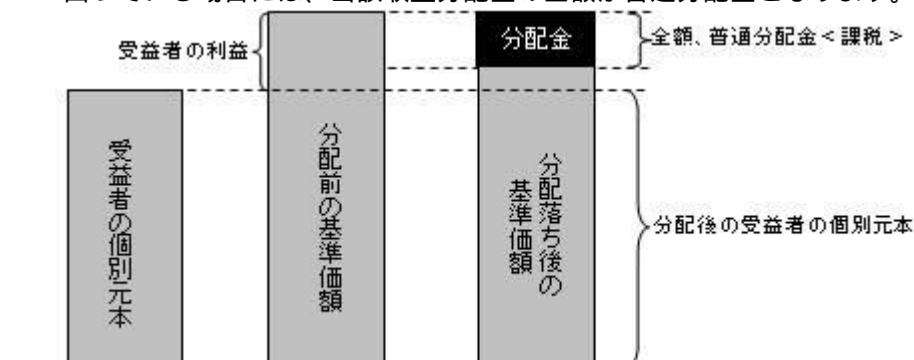 分配金
全額、普通分配金＜課税＞
受益者の利益
受益者の個別元本
分配前の基準価額
分配落ち後の
基準価額
分配後の受益者の個別元本